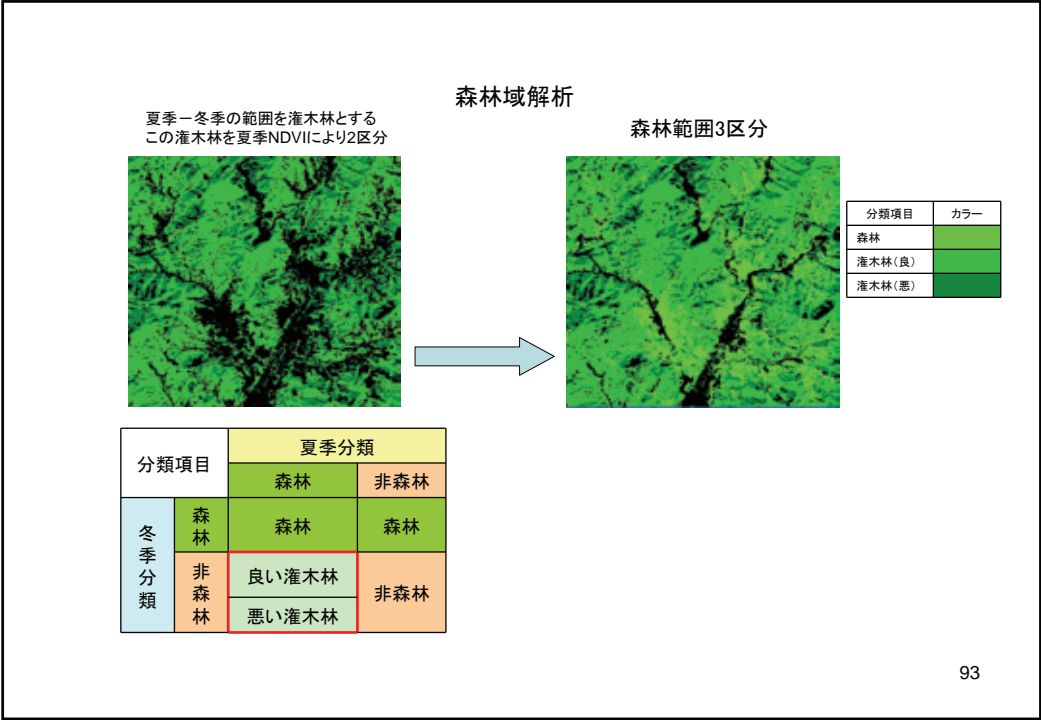 森林域解析
夏季－冬季の範囲を潅木林とする
この潅木林を夏季NDVIにより2区分
森林範囲3区分
分類項目 カラー
森林
潅木林(良)
潅木林(悪)
分類項目 夏季分類
森林 非森林
冬季分類 森林 森林 森林
非森林 良い潅木林 非森林
悪い潅木林
93